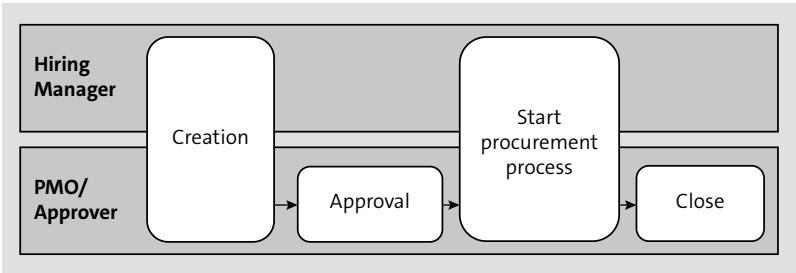 Hiring
Manager
Creation
Start
procurement
process
PMO/
Approver
Approval
Close